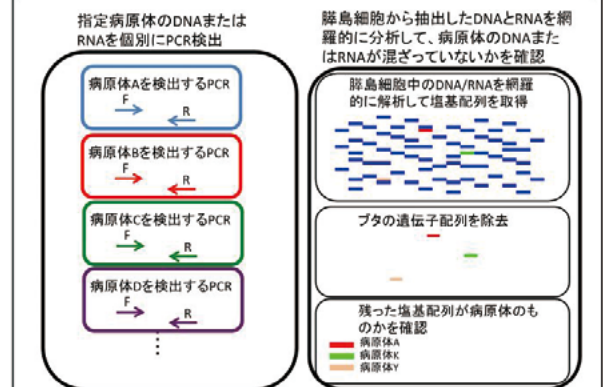 指定病原体のDNAまたは
RNAを個別にPCR検出
病原体Aを検出するPCR
F
R
病原体Bを検出するPCR
F
R
病原体Cを検出するPCR
F
R
病原体Dを検出するPCR
F
R
⋮
膵島細胞から抽出したDNAとRNAを網
羅的に分析して、病原体のDNAまた
はRNAが混ざっていないかを確認
膵島細胞中のDNA/RNAを網羅
的に解析して塩基配列を取得
ブタの遺伝子配列を除去
残った塩基配列が病原体のも
のかを確認
病原体A
病原体K
病原体Y